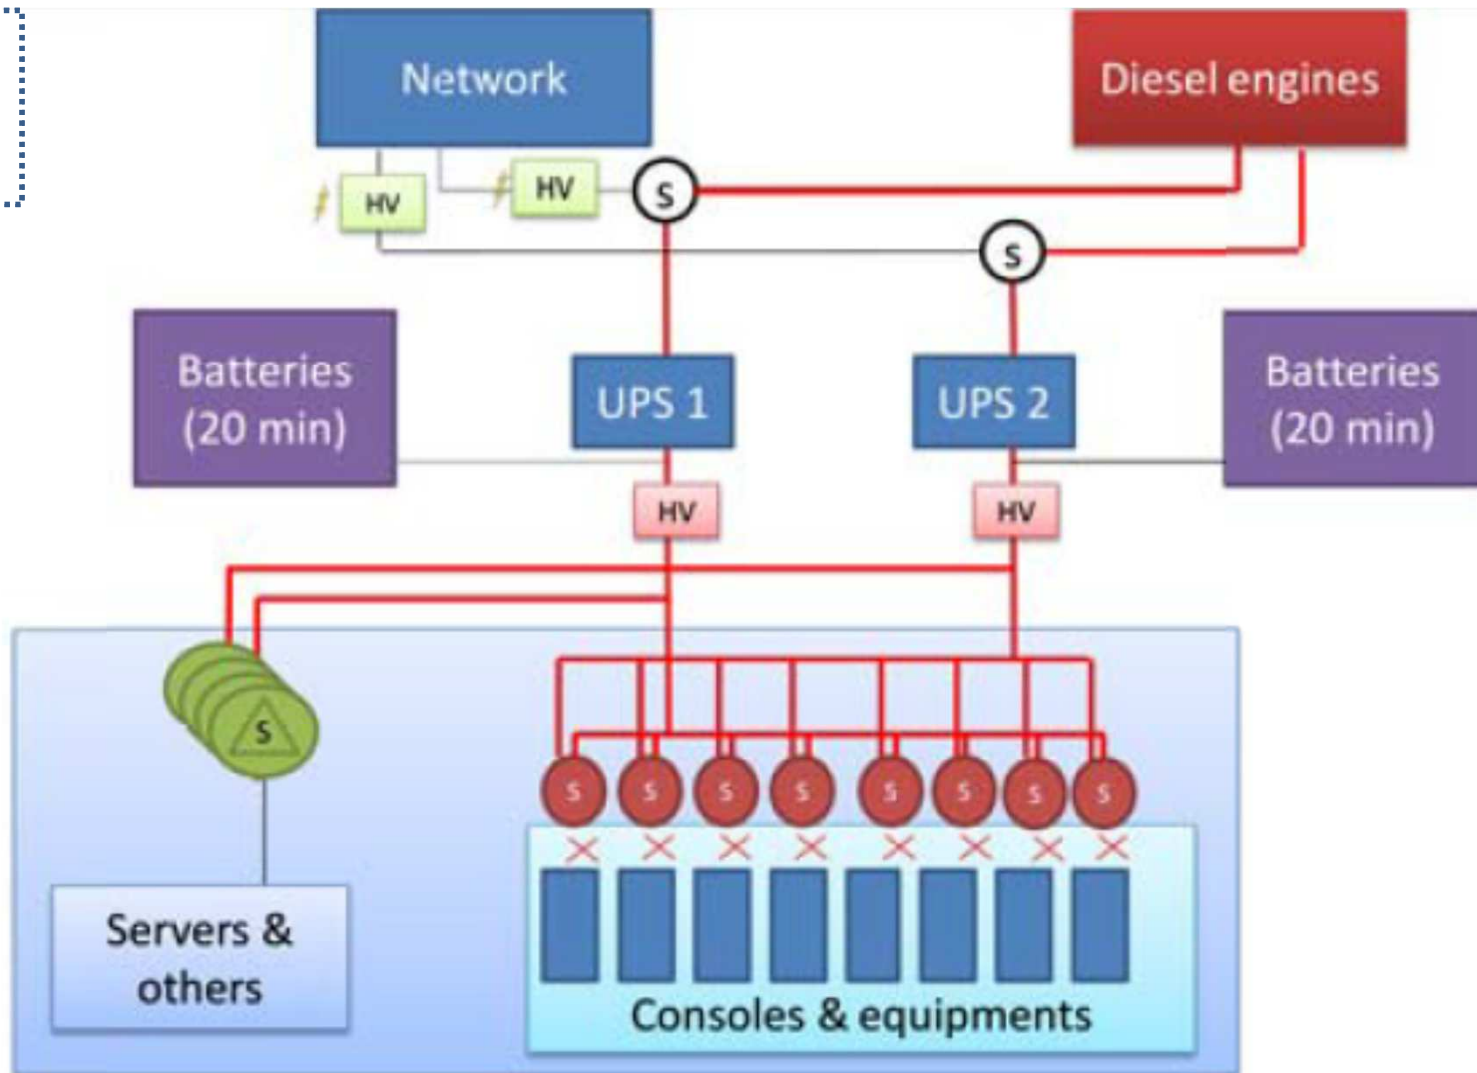 Network
Diesel engines
HV
HV
S
S
Batteries
(20 min)
UPS 1
UPS 2
Batteries
(20 min)
HV
HV
S
S
S
S
S
S
S
S
S
Servers &
others
Consoles & equipments